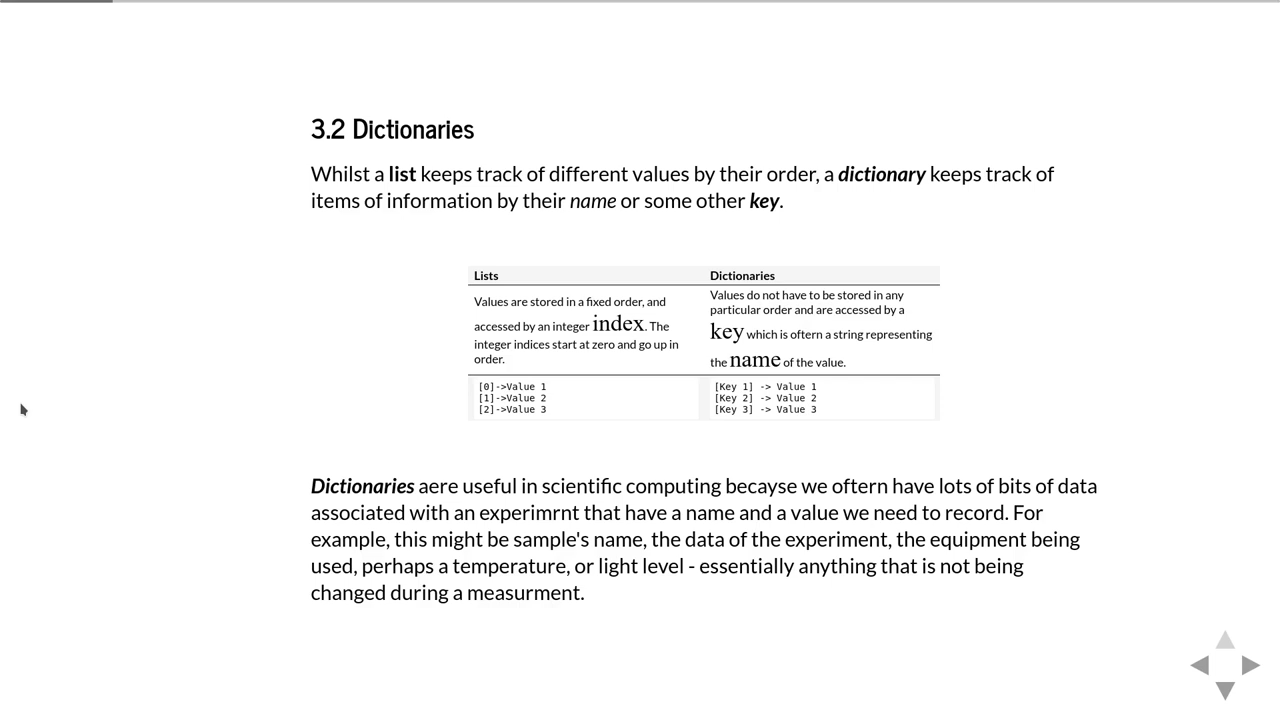 3.2 Dictionaries
Whilst a list keeps track of different values by their order, a dictionary keeps track of
items of information by their name or some other key.
Lists
Values are stored in a fixed order, and
accessed by an integer index. The
integer indices start at zero and go up in
order.
[0]->Value 1
[1]->Value 2
[2]->Value 3
Dictionaries
Values do not have to be stored in any
particular order and are accessed by a
key which is oftern a string representing
the name of the value.
[Key 1] -> Value 1
[Key 2] -> Value 2
[Key 3] -> Value 3
Dictionaries aere useful in scientific computing becayse we oftern have lots of bits of data
associated with an experimrnt that have a name and a value we need to record. For
example, this might be sample's name, the data of the experiment, the equipment being
used, perhaps a temperature, or light level - essentially anything that is not being
changed during a measurment.